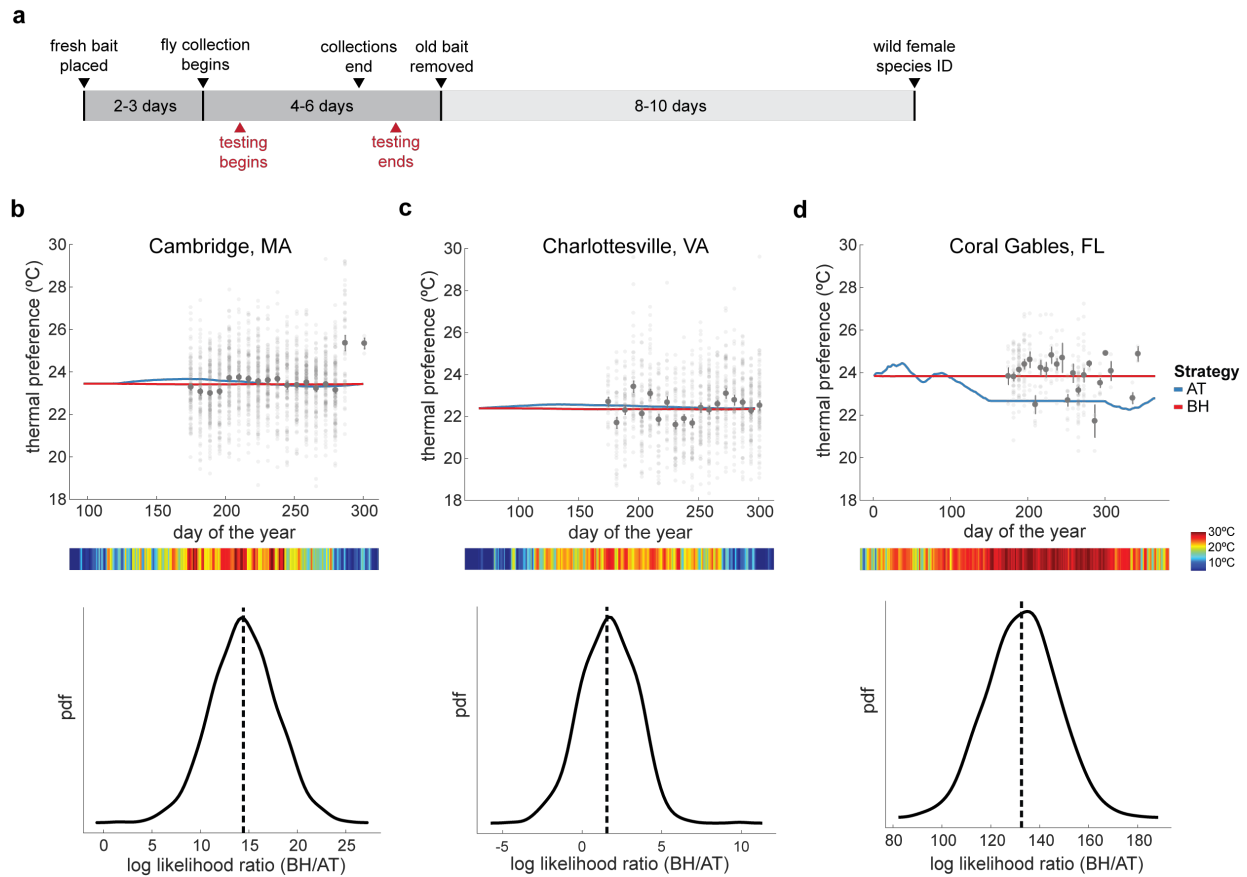 a
fresh bait
placed
fly collection
begins
collections
end
old bait
removed
wild female
species ID
2-3 days
4-6 days
8-10 days
testing
begins
testing
ends
b
Cambridge, MA
thermal preference (ºC)
30
28
26
24
22
20
18
100
150
200
250
300
day of the year
c
Charlottesville, VA
thermal preference (ºC)
30
28
26
24
22
20
18
100
150
200
250
300
day of the year
d
Coral Gables, FL
thermal preference (ºC)
30
28
26
24
22
20
18
0
100
200
300
day of the year
Strategy
AT
BH
30ºC
20ºC
10ºC
pdf
0
5
10
15
20
25
log likelihood ratio (BH/AT)
pdf
-5
0
5
10
log likelihood ratio (BH/AT)
pdf
80
100
120
140
160
180
log likelihood ratio (BH/AT)